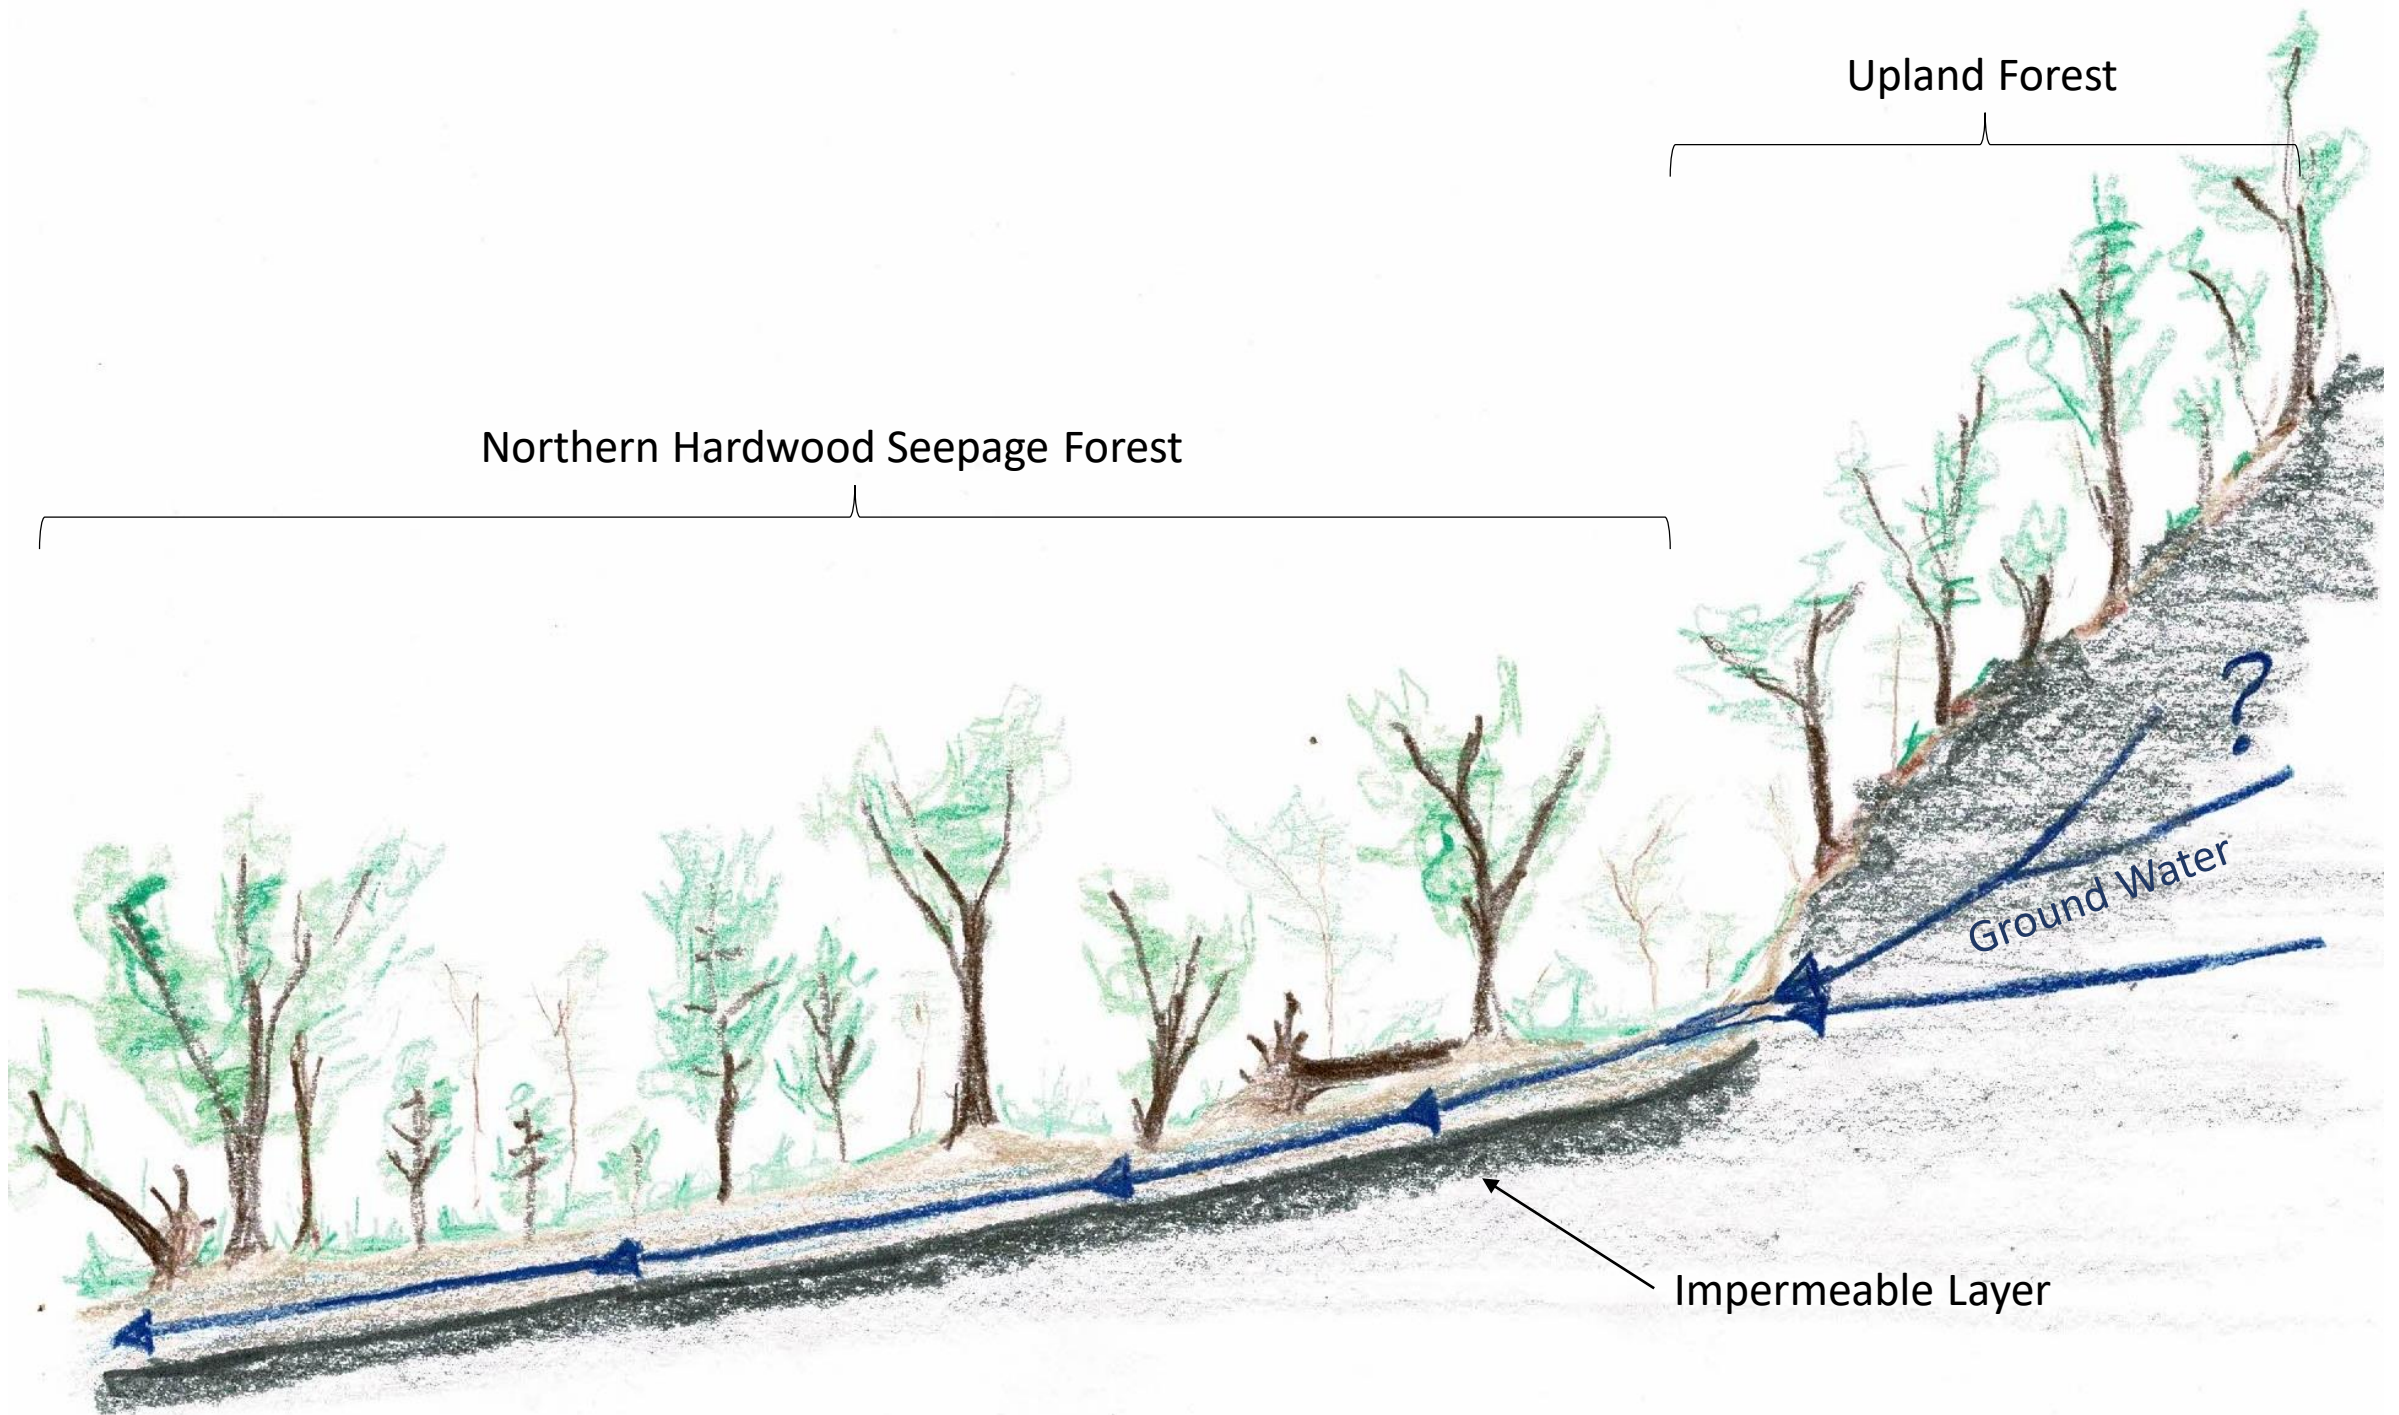 Upland Forest
Northern Hardwood Seepage Forest
?
Ground Water
Impermeable Layer